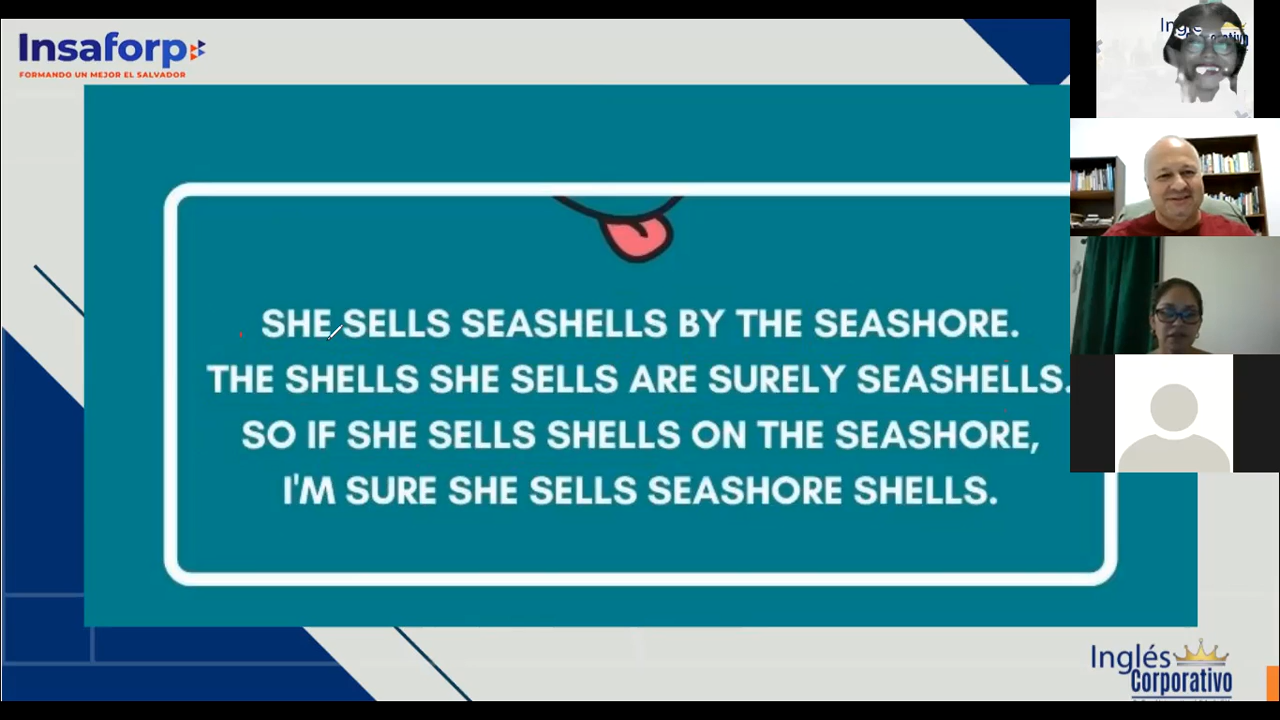 Insaforp
FORMANDO UN MEJOR EL SALVADOR
SHE SELLS SEASHELLS BY THE SEASHORE.
THE SHELLS SHE SELLS ARE SURELY SEASHELLS.
SO IF SHE SELLS SHELLS ON THE SEASHORE,
I'M SURE SHE SELLS SEASHORE SHELLS.
Inglés
Corporativo